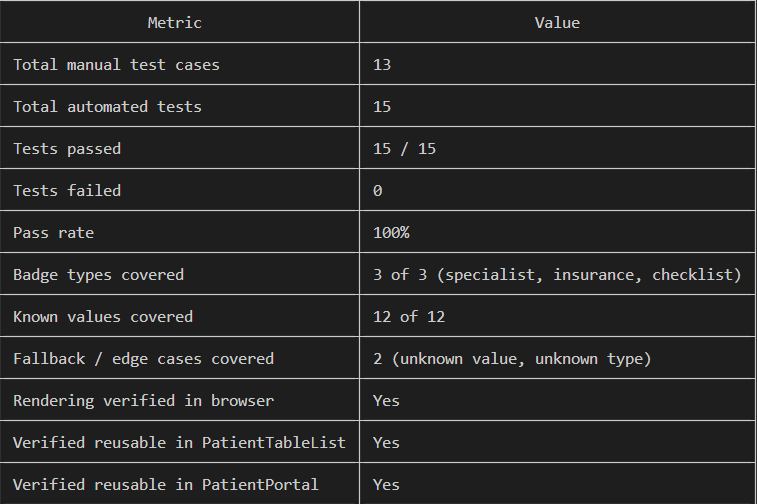 Metric Value
Total manual test cases 13
Total automated tests 15
Tests passed 15 / 15
Tests failed 0
Pass rate 100%
Badge types covered 3 of 3 (specialist, insurance, checklist)
Known values covered 12 of 12
Fallback / edge cases covered 2 (unknown value, unknown type)
Rendering verified in browser Yes
Verified reusable in PatientTableList Yes
Verified reusable in PatientPortal Yes